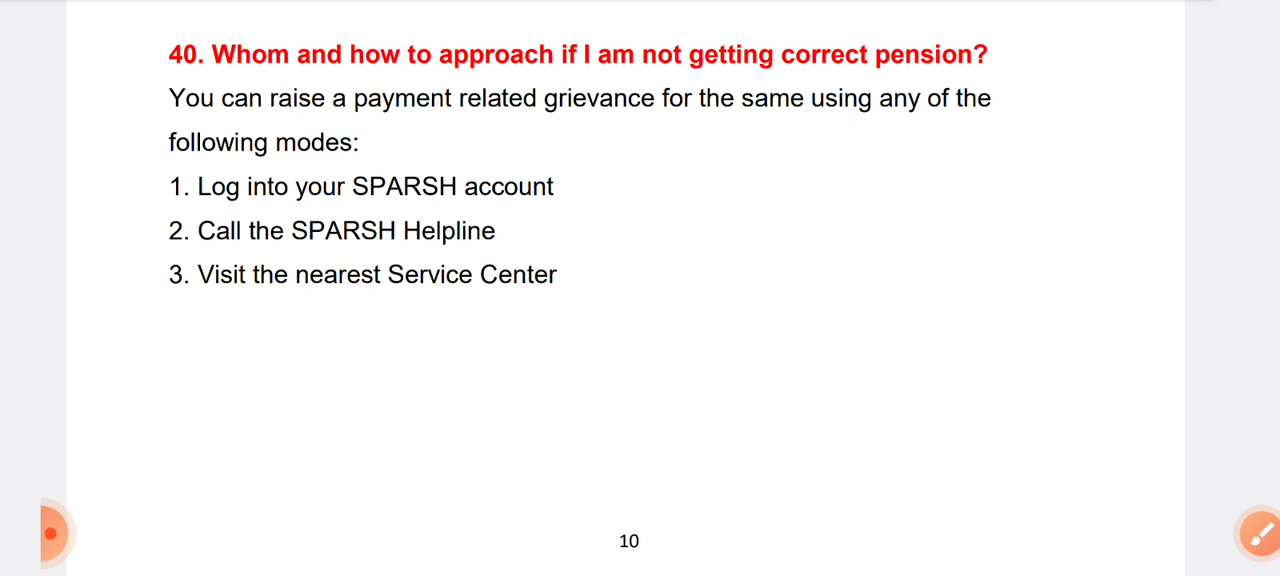 40. Whom and how to approach if I am not getting correct pension?
You can raise a payment related grievance for the same using any of the
following modes:
1. Log into your SPARSH account
2. Call the SPARSH Helpline
3. Visit the nearest Service Center
10